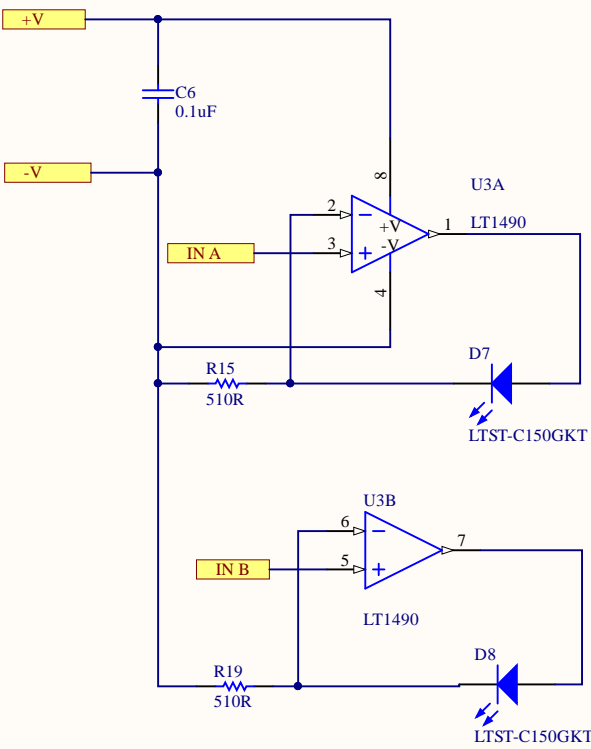 +V
C6
0.1uF
-V
8
U3A
2
1
LT1490
+V
-V
IN A
3
4
D7
R15
510R
LTST-C150GKT
U3B
6
7
IN B
5
LT1490
D8
R19
510R
LTST-C150GKT